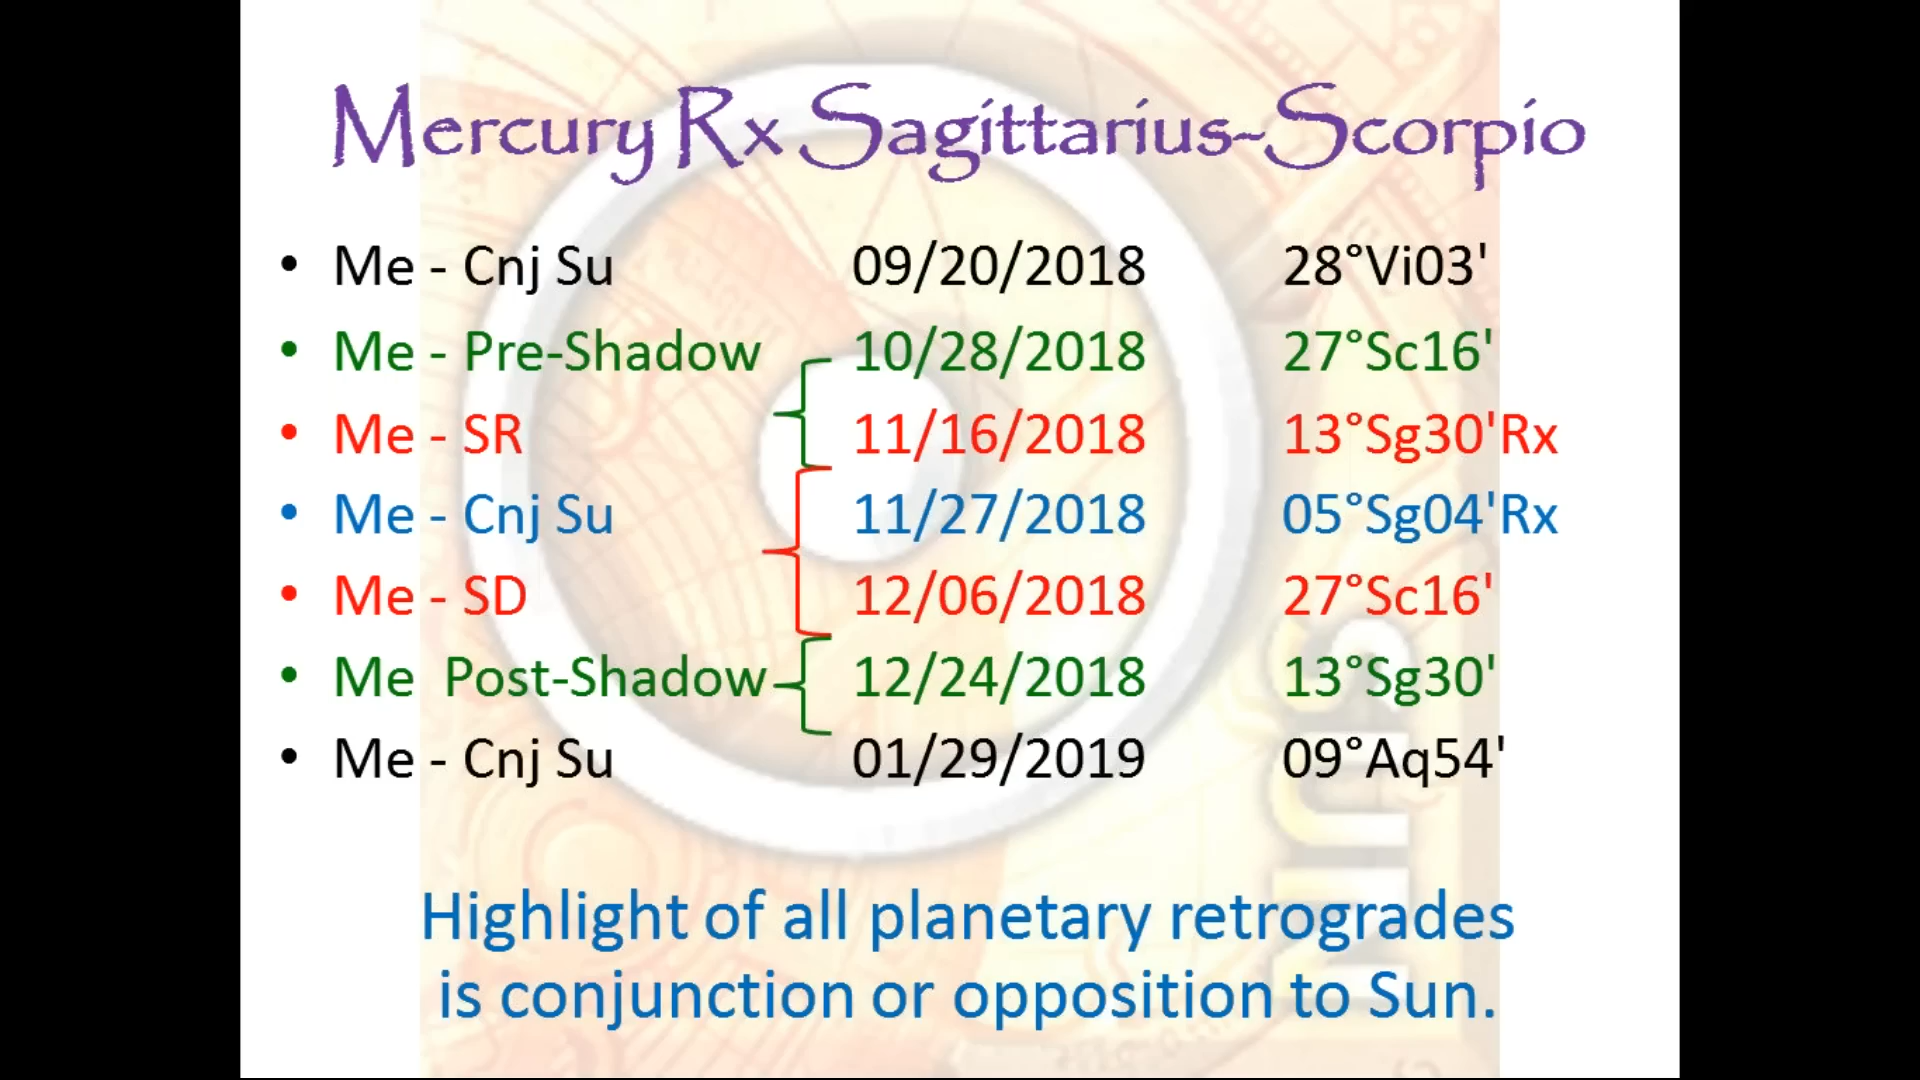 Mercury Rx Sagittarius-Scorpio
• Me - Cnj Su 09/20/2018 28°Vi03'
• Me - Pre-Shadow 10/28/2018 27°Sc16'
• Me - SR 11/16/2018 13°Sg30'Rx
• Me - Cnj Su 11/27/2018 05°Sg04'Rx
• Me - SD 12/06/2018 27°Sc16'
• Me Post-Shadow 12/24/2018 13°Sg30'
• Me - Cnj Su 01/29/2019 09°Aq54'
SUN
Highlight of all planetary retrogrades
is conjunction or opposition to Sun.